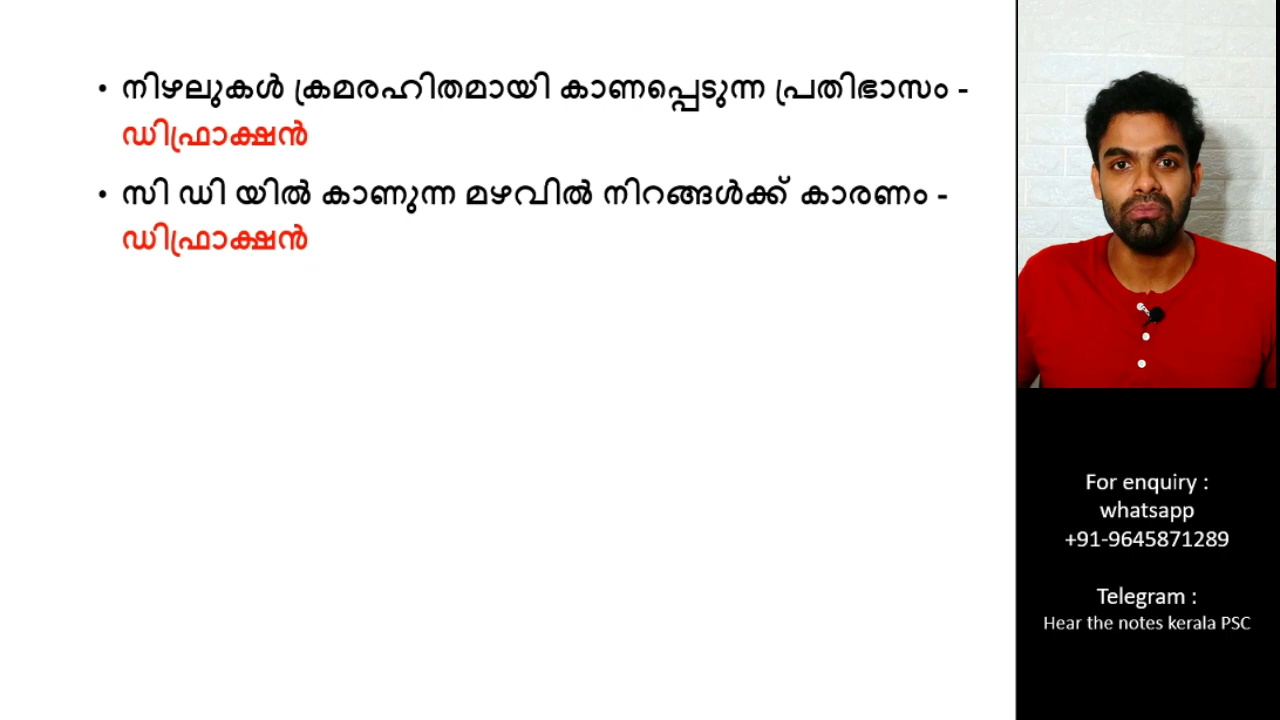 • നിഴലുകൾ ക്രമരഹിതമായി കാണപ്പെടുന്ന പ്രതിഭാസം -
ഡിഫ്രാക്ഷൻ
• സി ഡി യിൽ കാണുന്ന മഴവിൽ നിറങ്ങൾക്ക് കാരണം -
ഡിഫ്രാക്ഷൻ
For enquiry :
whatsapp
+91-9645871289
Telegram :
Hear the notes kerala PSC